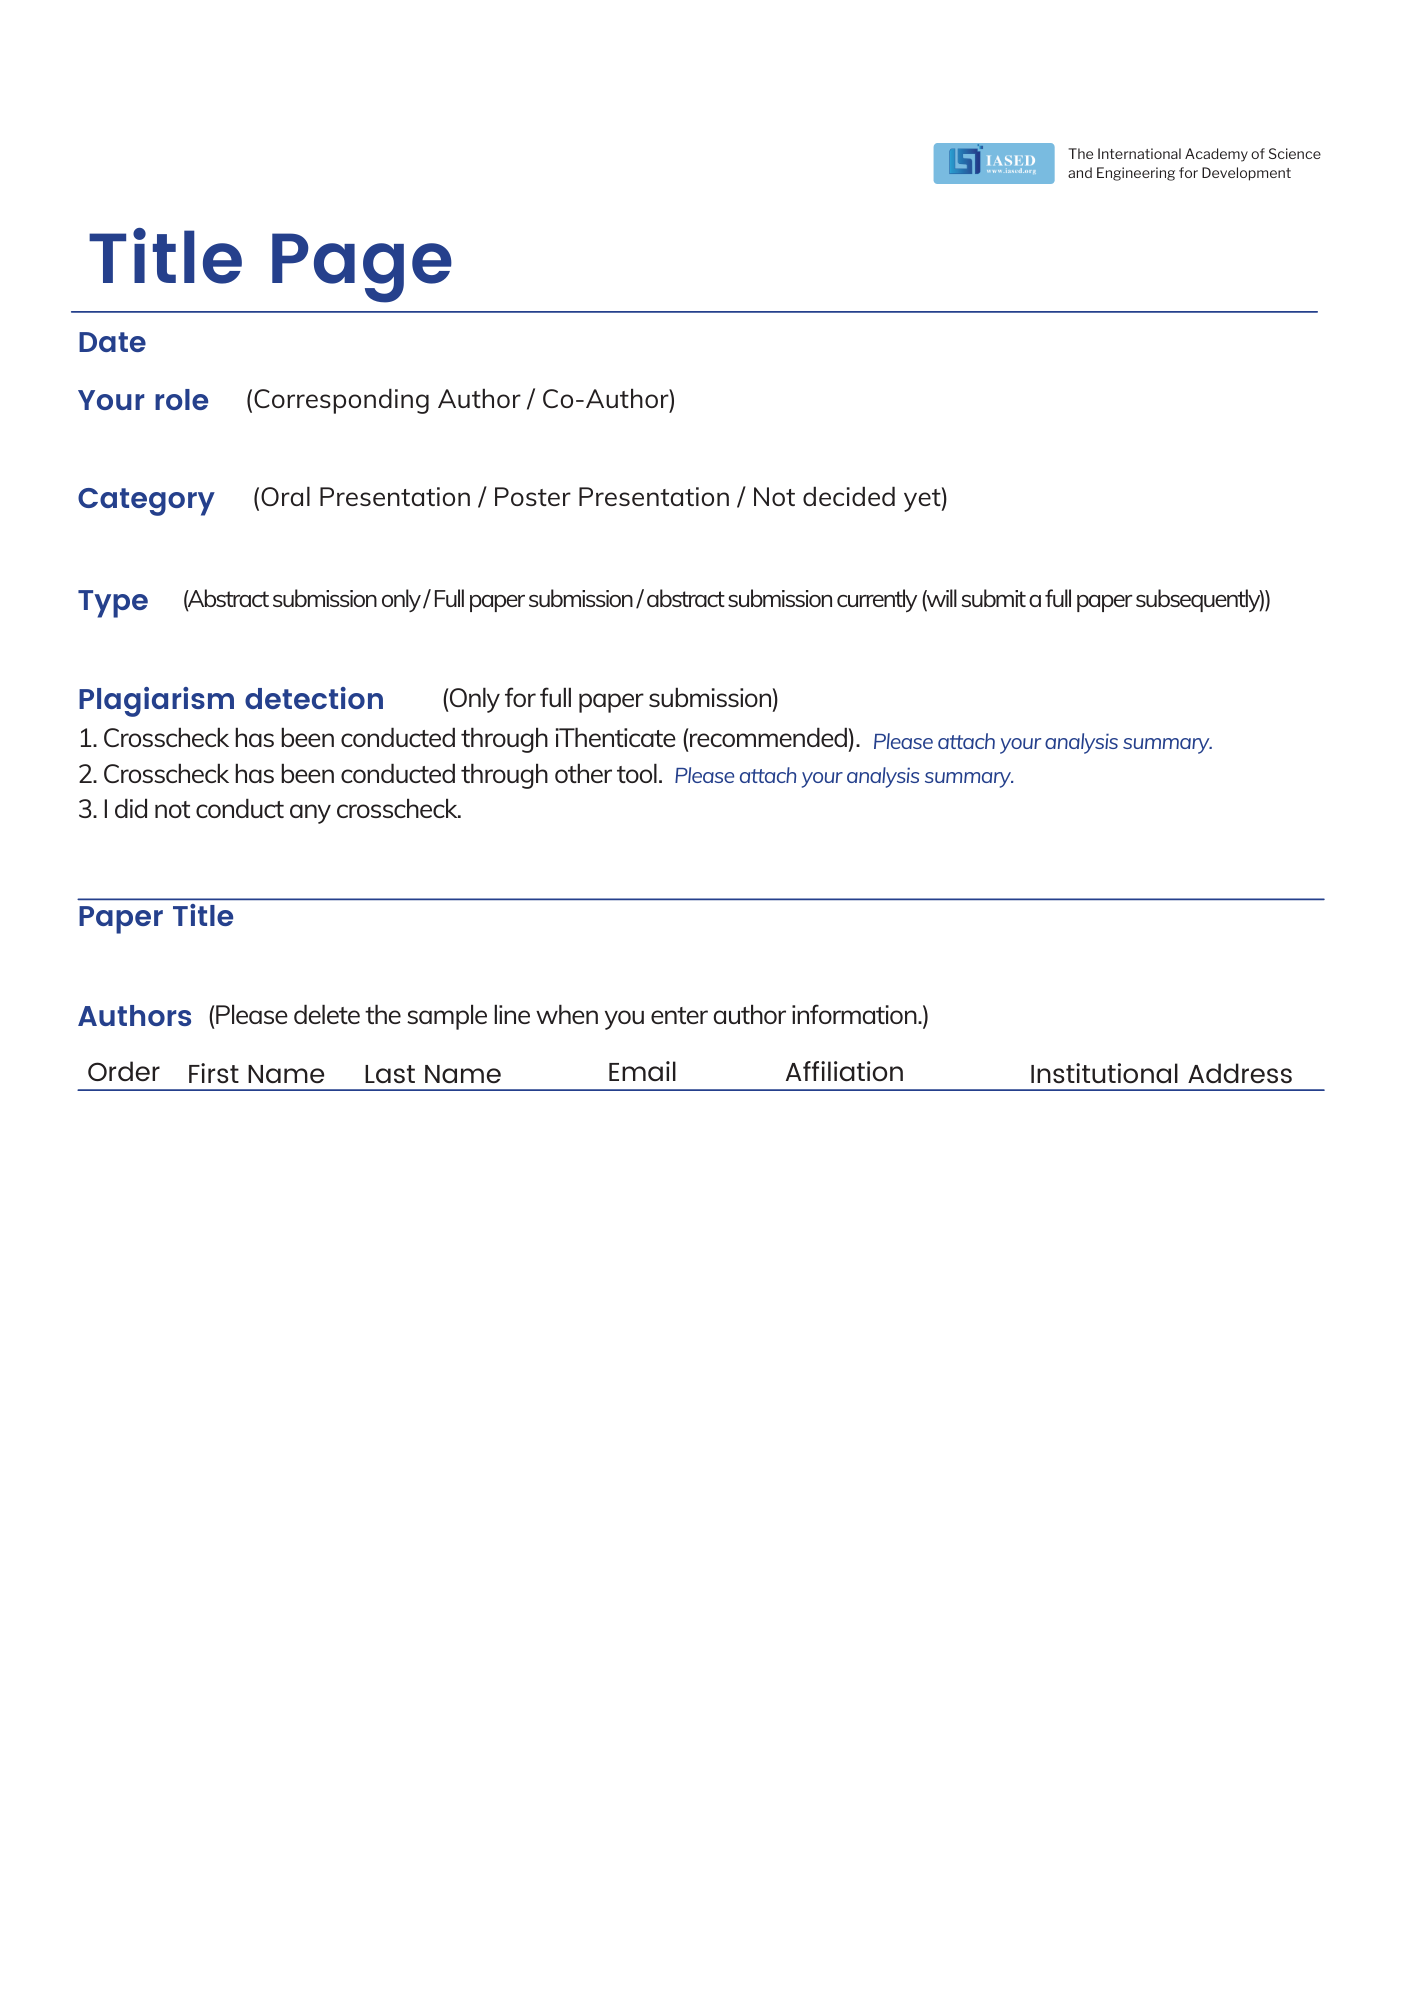 IASED
www.iased.org
The International Academy of Science
and Engineering for Development
Title Page
Date
Your role (Corresponding Author / Co-Author)
Category (Oral Presentation / Poster Presentation / Not decided yet)
Type (Abstract submission only / Full paper submission / abstract submission currently (will submit a full paper subsequently))
Plagiarism detection (Only for full paper submission)
1. Crosscheck has been conducted through iThenticate (recommended). Please attach your analysis summary.
2. Crosscheck has been conducted through other tool. Please attach your analysis summary.
3. I did not conduct any crosscheck.
Paper Title
Authors (Please delete the sample line when you enter author information.)
Order First Name Last Name Email Affiliation Institutional Address